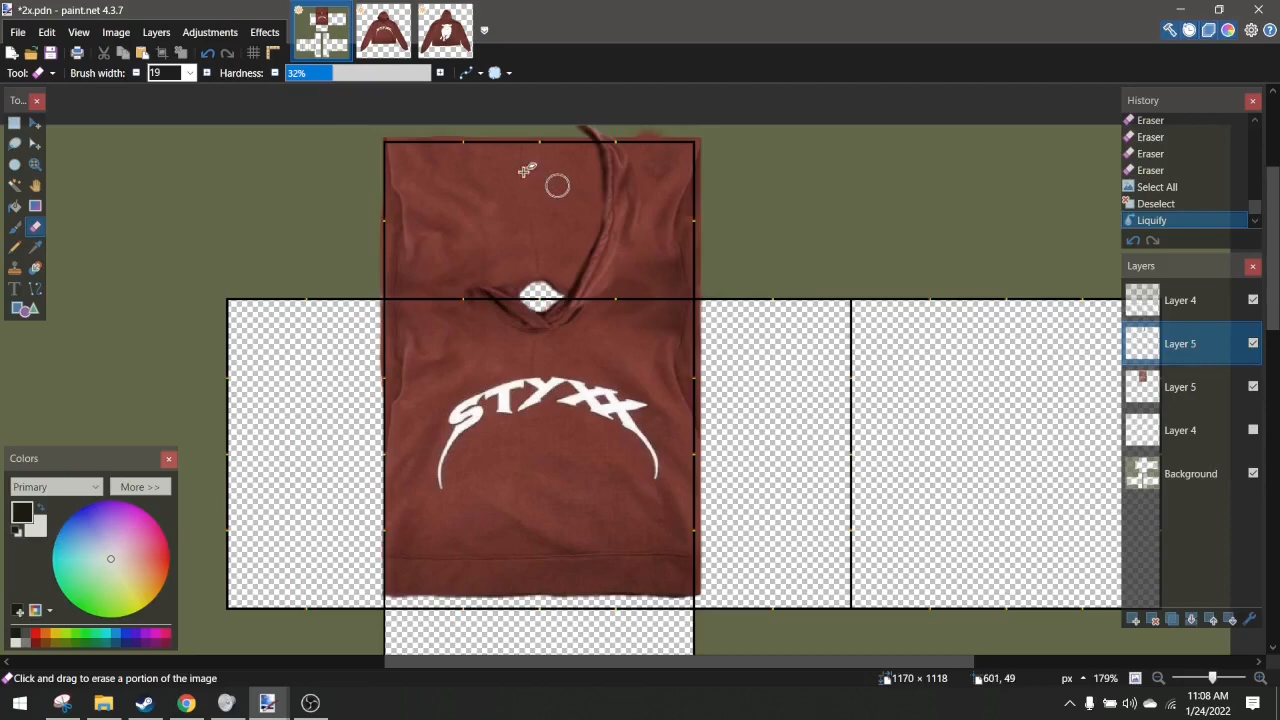 *2x.pdn - paint.net 4.3.7
File Edit View Image Layers Adjustments Effects
Tool: Brush width: 19 Hardness: 32%
To...
History
Eraser
Eraser
Eraser
Eraser
Select All
Deselect
Liquify
Layers
Layer 4
Layer 5
Layer 5
Layer 4
Background
STYXX
Colors
Primary
More >>
Click and drag to erase a portion of the image
1170 × 1118
601, 49
px
179%
11:08 AM
1/24/2022